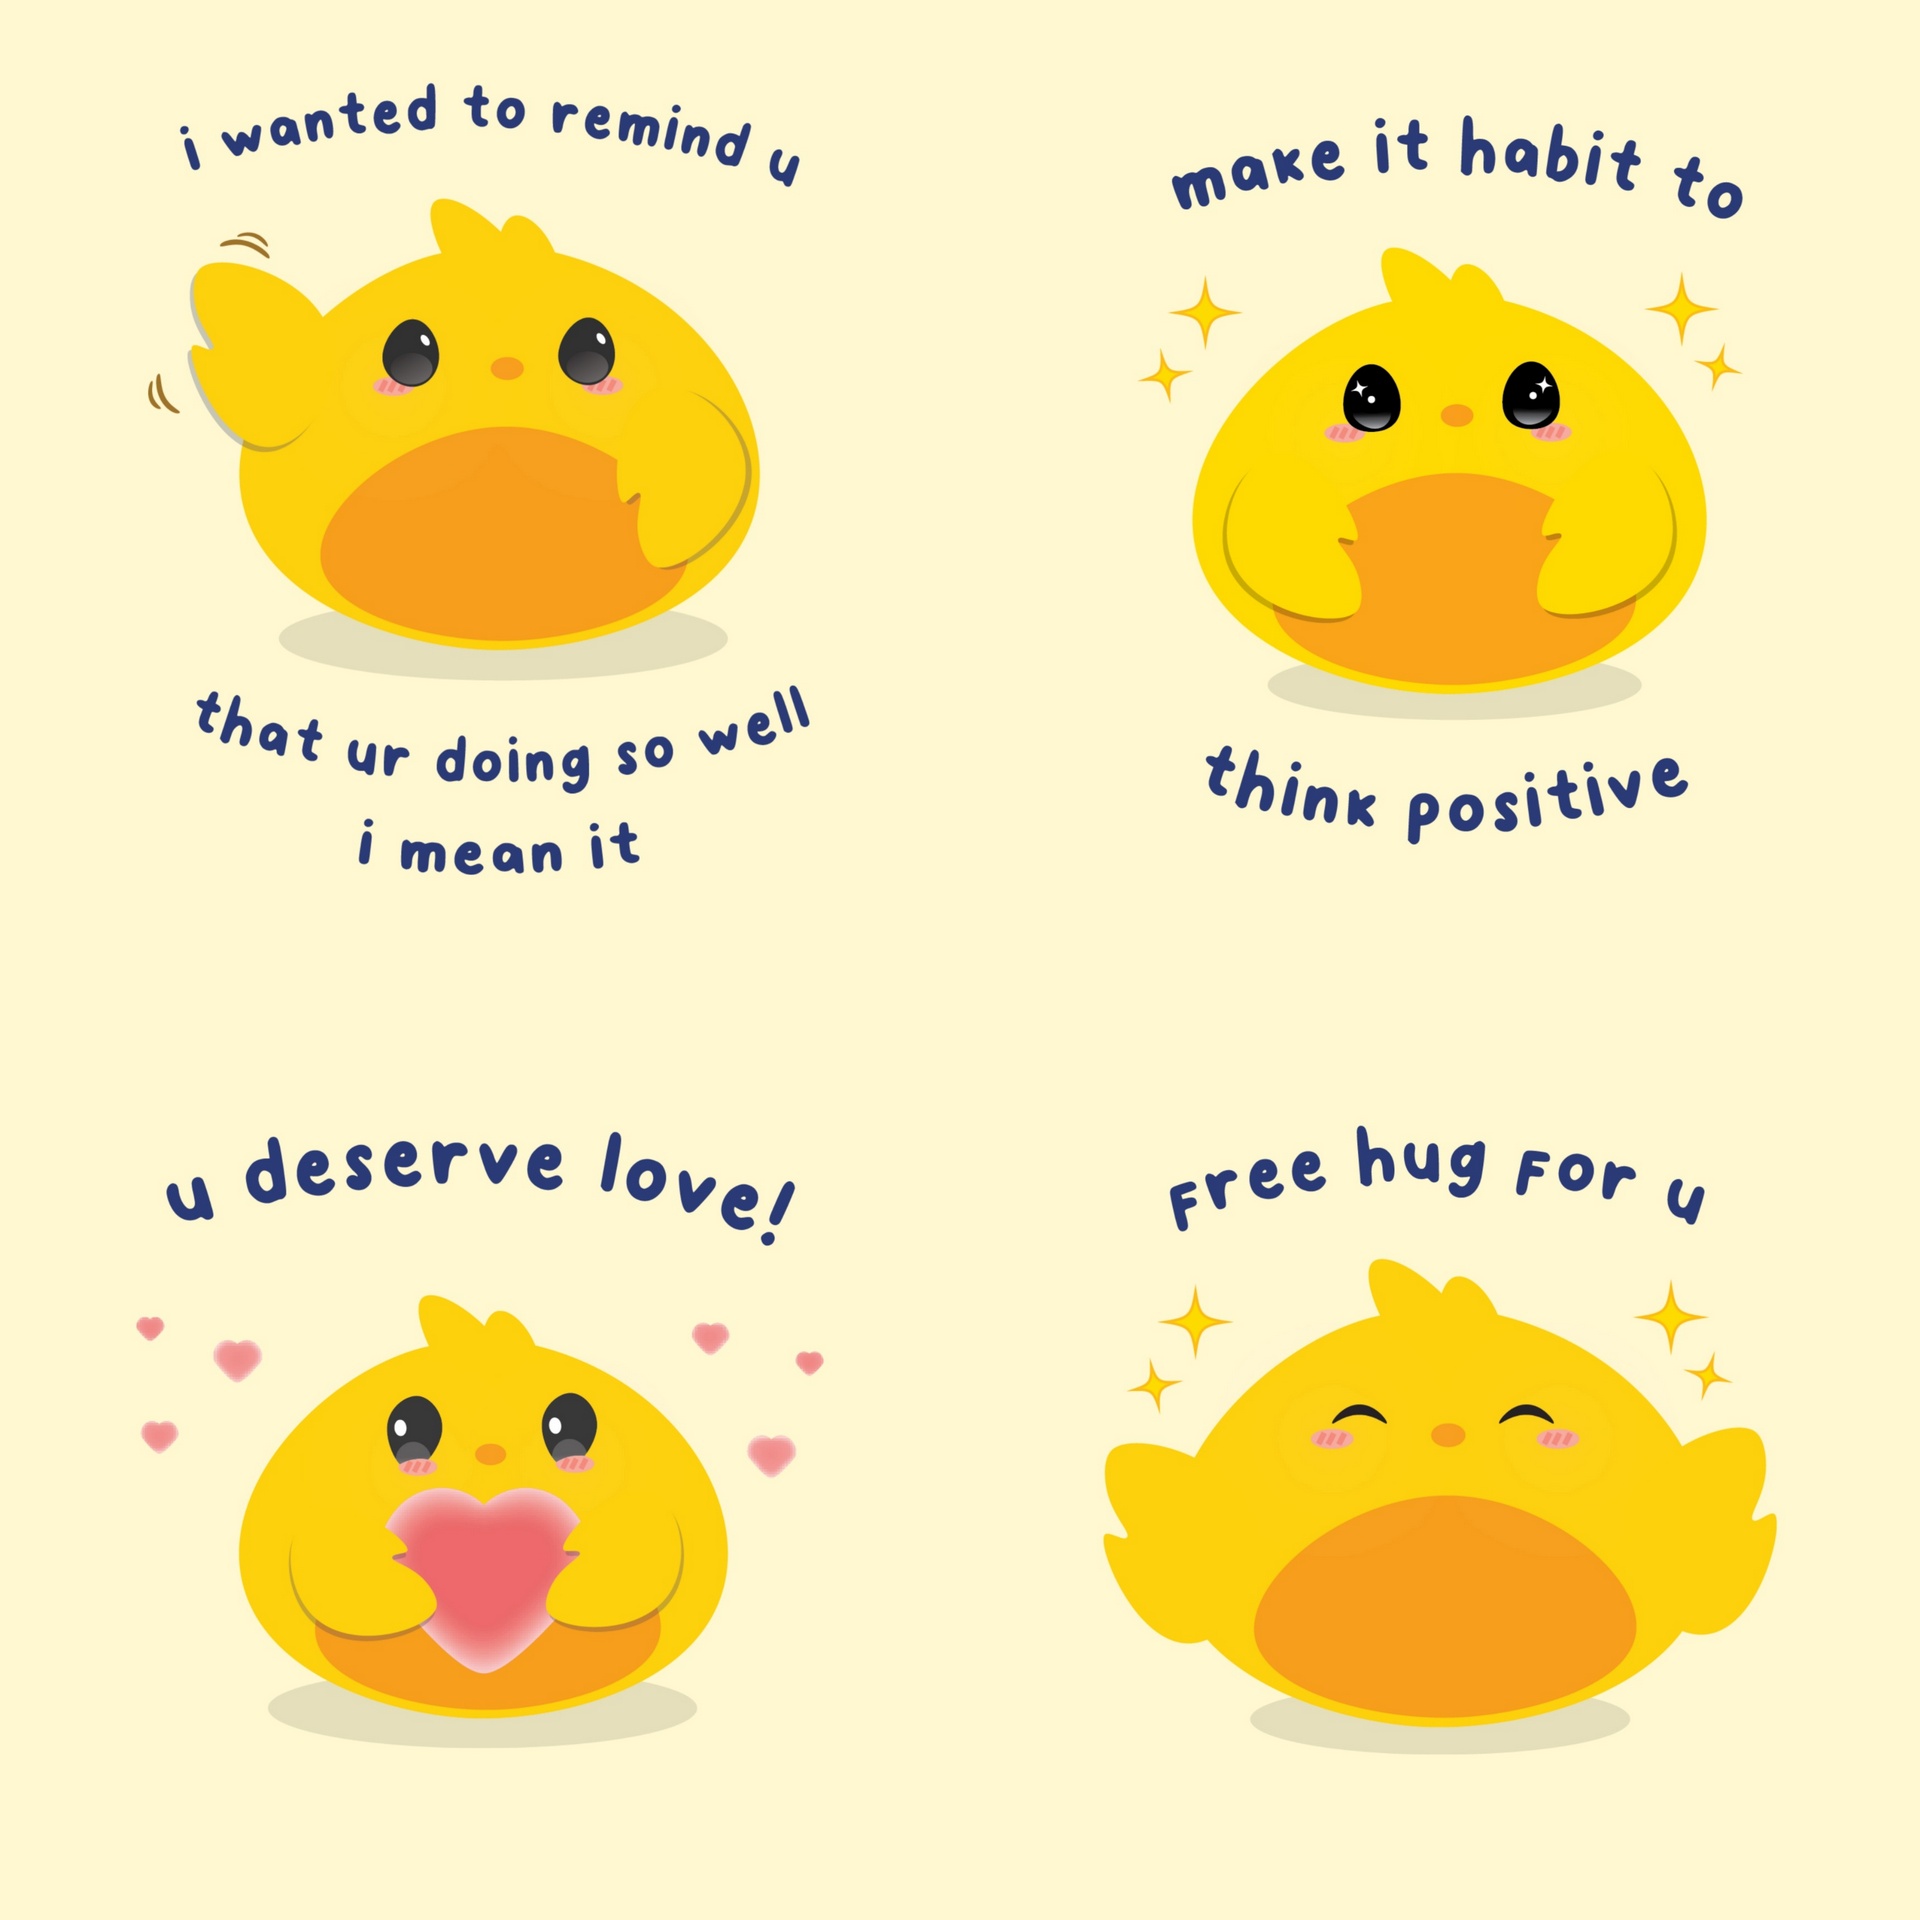 i wanted to remind u
that ur doing so well
i mean it
make it habit to
think positive
u deserve love!
Free hug For u